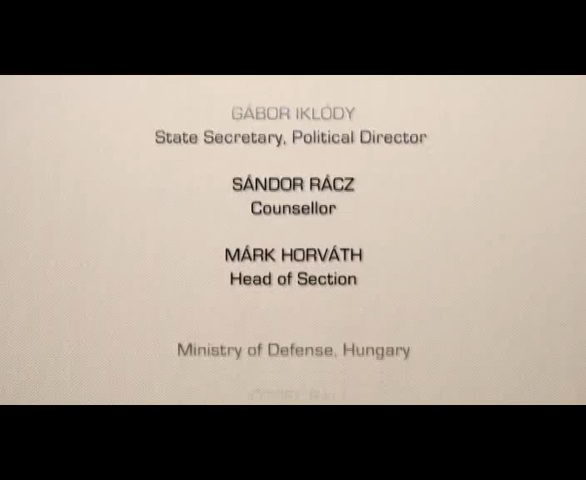 GÁBOR IKLÓDY
State Secretary, Political Director
SÁNDOR RÁCZ
Counsellor
MÁRK HORVÁTH
Head of Section
Ministry of Defense, Hungary